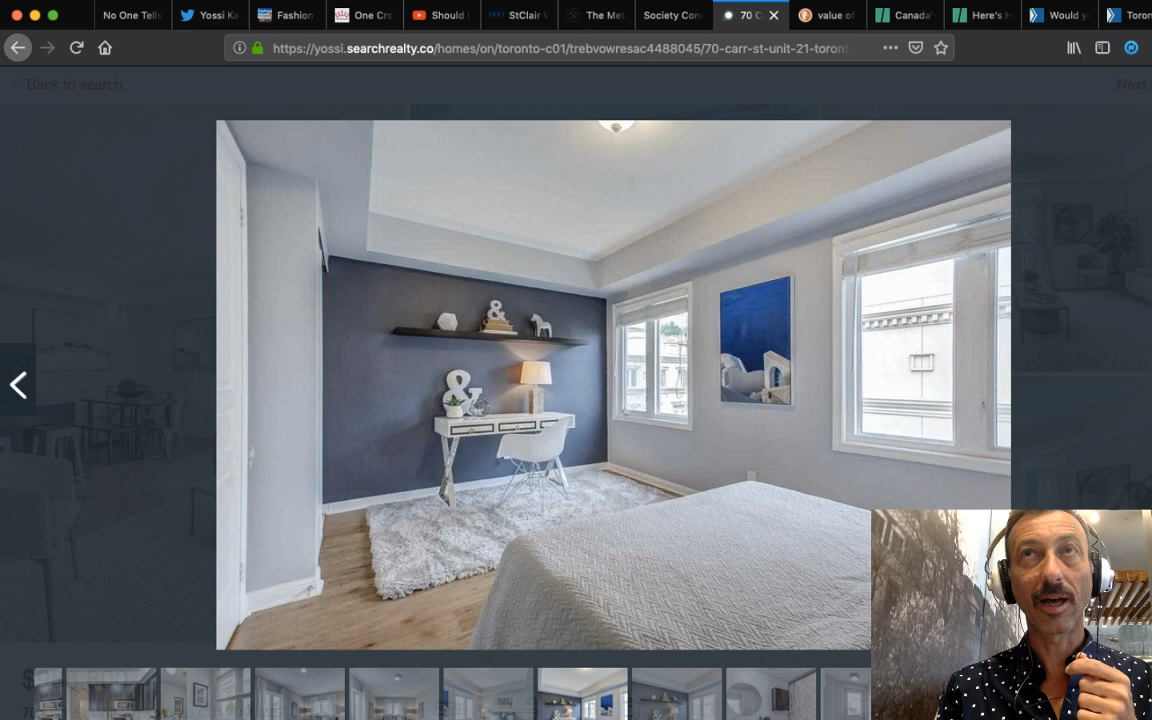 No One Tells
Yossi Ka
Fashion
One Cro
Should
StClair
The Met
Society Con
70 C
value of
Canada'
Here's H
Would y
Toron
https://yossi.searchrealty.co/homes/on/toronto-c01/trebvowresac4488045/70-carr-st-unit-21-toront
Back to search
Next
&
&